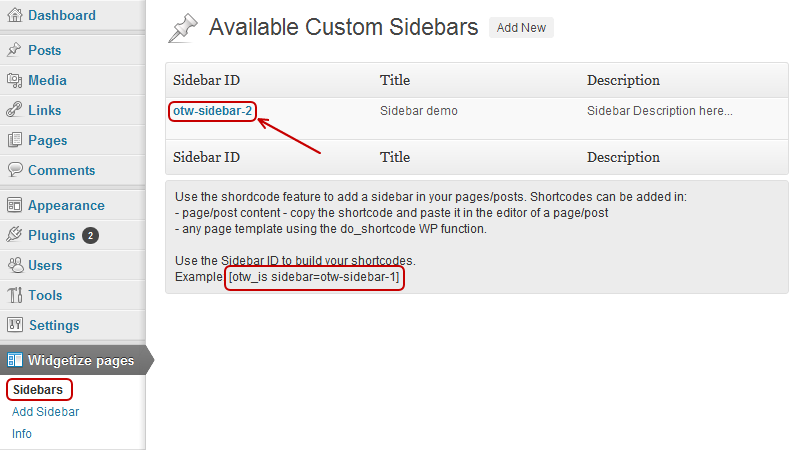 Dashboard
Posts
Media
Links
Pages
Comments
Appearance
Plugins 2
Users
Tools
Settings
Widgetize pages
Sidebars
Add Sidebar
Info
Available Custom Sidebars Add New
Sidebar ID Title Description
otw-sidebar-2 Sidebar demo Sidebar Description here...
Sidebar ID Title Description
Use the shordcode feature to add a sidebar in your pages/posts. Shortcodes can be added in:
- page/post content - copy the shortcode and paste it in the editor of a page/post
- any page template using the do_shortcode WP function.
Use the Sidebar ID to build your shortcodes.
Example [otw_is sidebar=otw-sidebar-1]